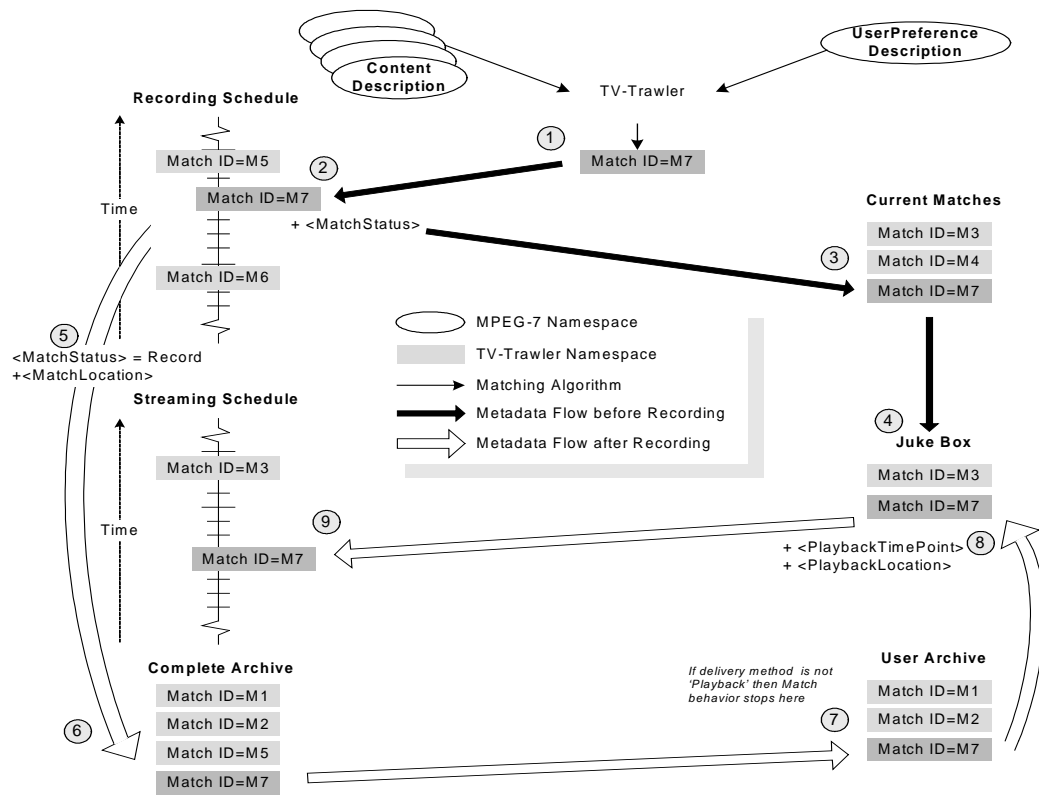 Content
Description
UserPreference
Description
TV-Trawler
Recording Schedule
1
Match ID=M7
Match ID=M5
2
Match ID=M7
Time
+ <MatchStatus>
Match ID=M6
Current Matches
Match ID=M3
3
Match ID=M4
Match ID=M7
5
<MatchStatus> = Record
+<MatchLocation>
MPEG-7 Namespace
TV-Trawler Namespace
Matching Algorithm
Metadata Flow before Recording
Metadata Flow after Recording
Streaming Schedule
Match ID=M3
Time
9
Match ID=M7
4
Juke Box
Match ID=M3
Match ID=M7
+ <PlaybackTimePoint>
8
+ <PlaybackLocation>
Complete Archive
Match ID=M1
Match ID=M2
6
Match ID=M5
Match ID=M7
If delivery method is not
'Playback' then Match
behavior stops here
User Archive
Match ID=M1
7
Match ID=M2
Match ID=M7